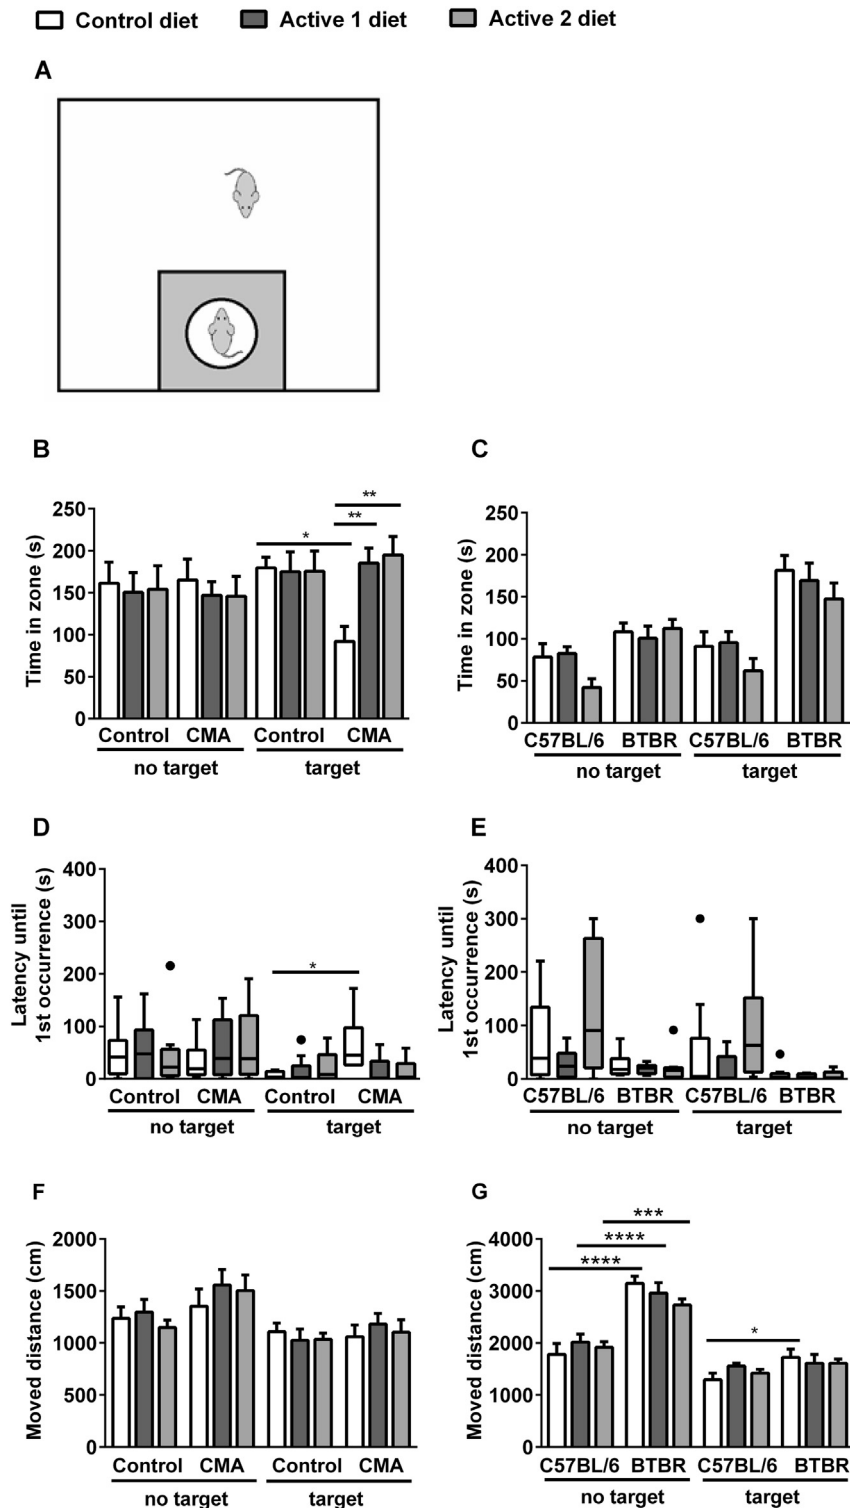 Control diet Active 1 diet Active 2 diet
A
B
Time in zone (s)
250
200
150
100
50
0
*
**
**
Control CMA Control CMA
no target target
C
Time in zone (s)
250
200
150
100
50
0
C57BL/6 BTBR C57BL/6 BTBR
no target target
D
Latency until
1st occurrence (s)
400
300
200
100
0
*
Control CMA Control CMA
no target target
E
Latency until
1st occurrence (s)
400
300
200
100
0
C57BL/6 BTBR C57BL/6 BTBR
no target target
F
Moved distance (cm)
2000
1500
1000
500
0
Control CMA Control CMA
no target target
G
Moved distance (cm)
4000
3000
2000
1000
0
***
****
****
*
C57BL/6 BTBR C57BL/6 BTBR
no target target